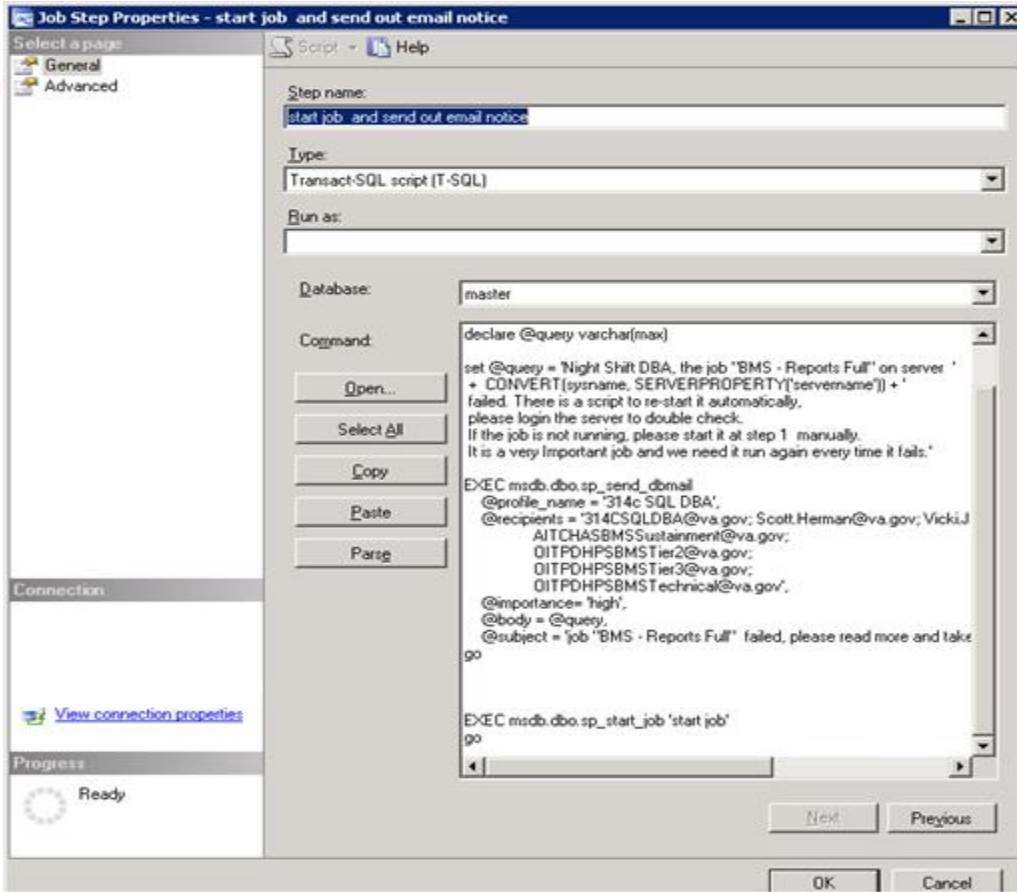 Job Step Properties - start job  and send out email notice
Select a page
General
Advanced
Script
Help
Step name:
start job  and send out email notice
Type:
Transact-SQL script (T-SQL)
Run as:
Database:
master
Command:
declare @query varchar(max)
set @query = 'Night Shift DBA, the job "BMS - Reports Full" on server  '
+  CONVERT(sysname, SERVERPROPERTY('servername')) + '
failed. There is a script to re-start it automatically,
please login the server to double check.
If the job is not running, please start it at step 1  manually.
It is a very Important job and we need it run again every time it fails.'
EXEC msdb.dbo.sp_send_dbmail
@profile_name = '314c SQL DBA',
@recipients = '314CSQLDBA@va.gov; Scott.Herman@va.gov; Vicki.J
AITCHASBMSSustainment@va.gov;
OITPDHPSBMSTier2@va.gov;
OITPDHPSBMSTier3@va.gov;
OITPDHPSBMSTechnical@va.gov',
@importance= 'high',
@body = @query,
@subject = 'job "BMS - Reports Full"  failed, please read more and take
go
EXEC msdb.dbo.sp_start_job 'start job'
go
Open...
Select All
Copy
Paste
Parse
Connection
View connection properties
Progress
Ready
Next
Previous
OK
Cancel